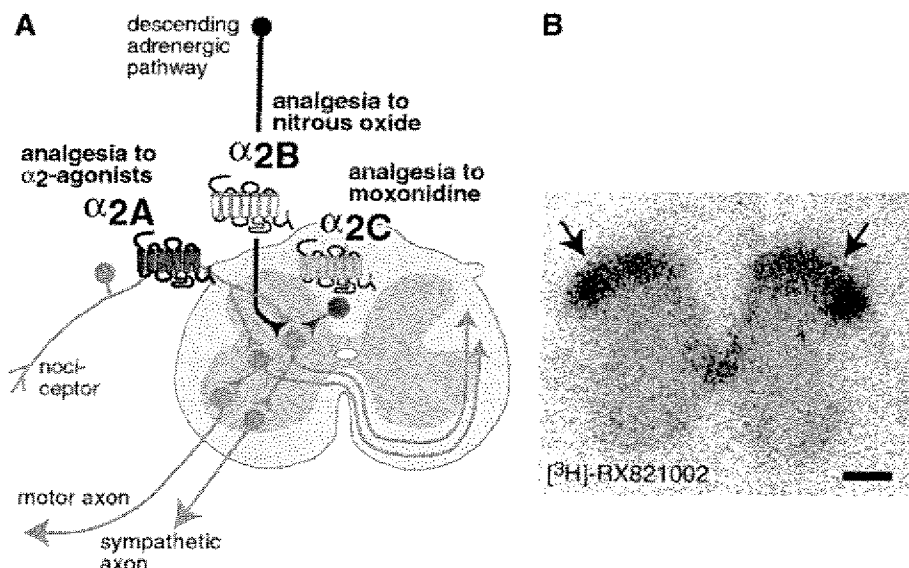 A
descending
adrenergic
pathway
analgesia to
nitrous oxide
α2B
analgesia to
α2-agonists
α2A
analgesia to
moxonidine
α2C
noci-
ceptor
motor axon
sympathetic
axon
B
[³H]-RX821002